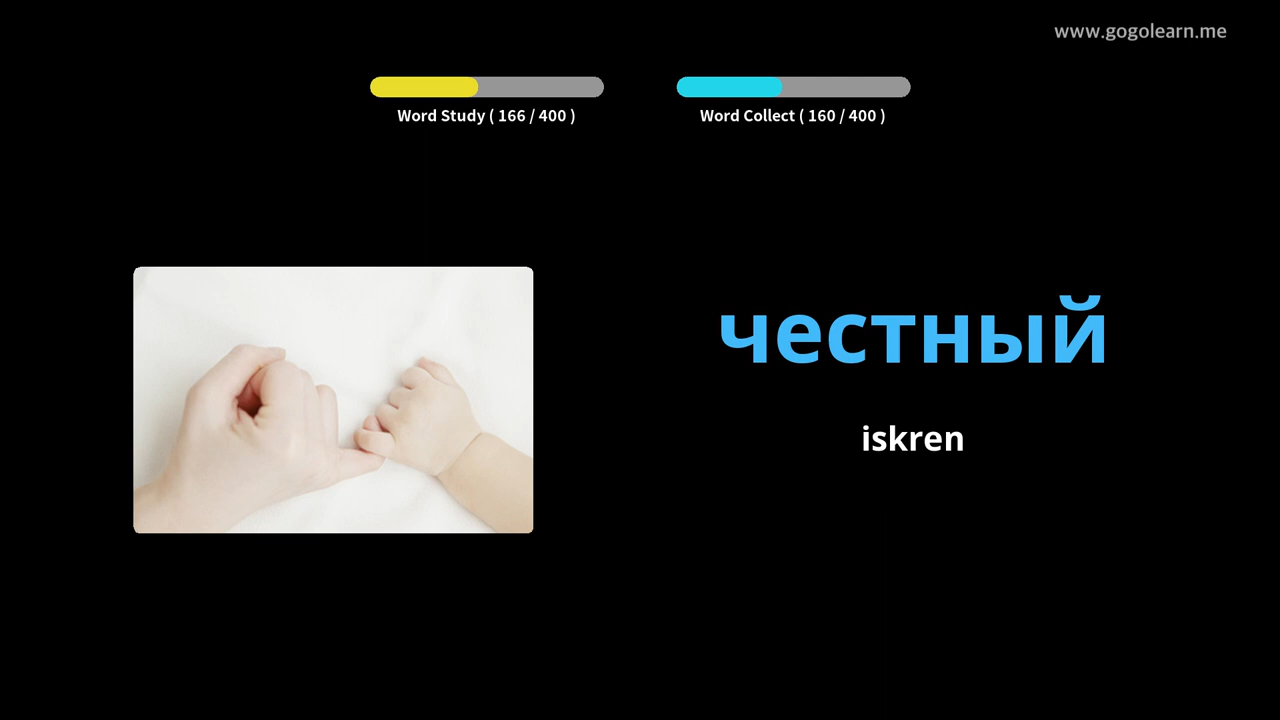 www.gogolearn.me
Word Study ( 166 / 400 )
Word Collect ( 160 / 400 )
честный
iskren